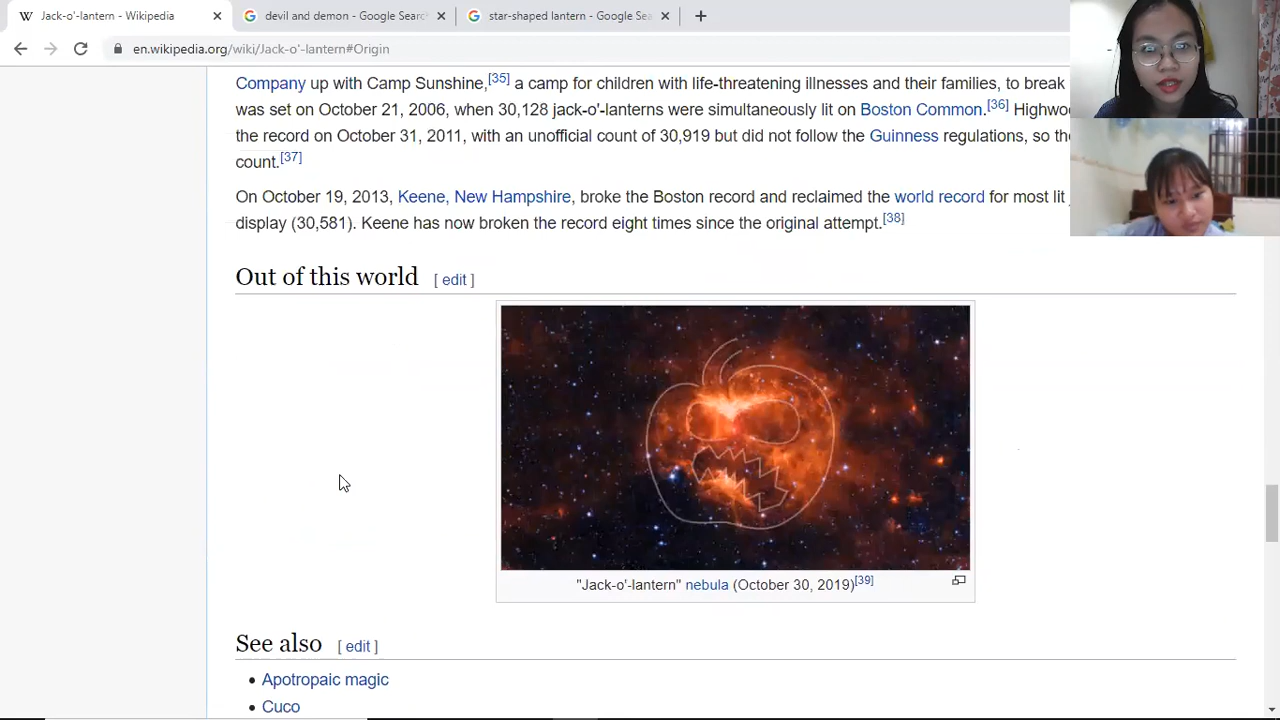 Jack-o'-lantern - Wikipedia
devil and demon - Google Search
star-shaped lantern - Google Sea
en.wikipedia.org/wiki/Jack-o'-lantern#Origin
Company up with Camp Sunshine,[35] a camp for children with life-threatening illnesses and their families, to break
was set on October 21, 2006, when 30,128 jack-o'-lanterns were simultaneously lit on Boston Common.[36] Highwo
the record on October 31, 2011, with an unofficial count of 30,919 but did not follow the Guinness regulations, so the
count.[37]
On October 19, 2013, Keene, New Hampshire, broke the Boston record and reclaimed the world record for most lit
display (30,581). Keene has now broken the record eight times since the original attempt.[38]
Out of this world [ edit ]
"Jack-o'-lantern" nebula (October 30, 2019)[39]
See also [ edit ]
Apotropaic magic
Cuco